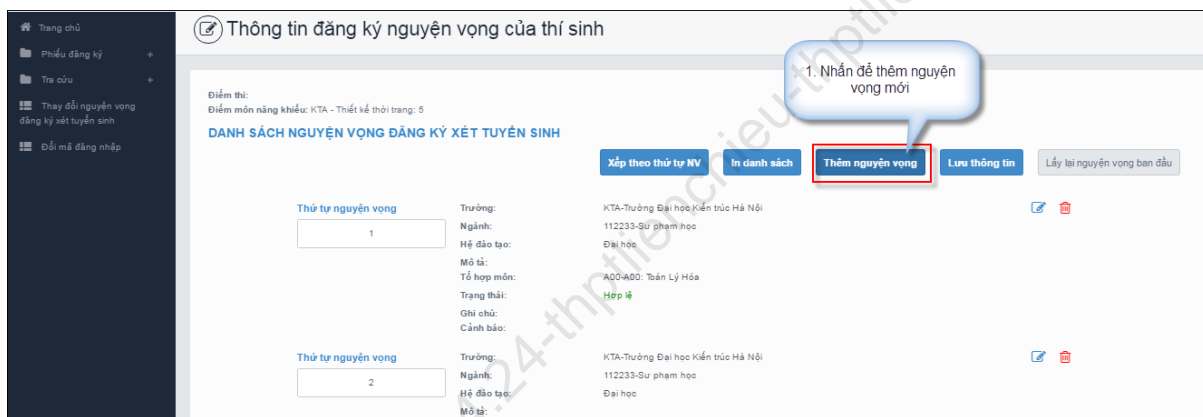 Trang chủ
Phiếu đăng ký +
Tra cứu +
Thay đổi nguyện vọng
đăng ký xét tuyển sinh
Đổi mã đăng nhập
Thông tin đăng ký nguyện vọng của thí sinh
1. Nhấn để thêm nguyện
vọng mới
Điểm thi:
Điểm môn năng khiếu: KTA - Thiết kế thời trang: 5
DANH SÁCH NGUYỆN VỌNG ĐĂNG KÝ XÉT TUYỂN SINH
Xếp theo thứ tự NV In danh sách Thêm nguyện vọng Lưu thông tin Lấy lại nguyện vọng ban đầu
Thứ tự nguyện vọng
1
Trường: KTA-Trường Đại học Kiến trúc Hà Nội
Ngành: 112233-Sư phạm học
Hệ đào tạo: Đại học
Mô tả:
Tổ hợp môn: A00-A00: Toán Lý Hóa
Trạng thái: Hợp lệ
Ghi chú:
Cảnh báo:
Thứ tự nguyện vọng
2
Trường: KTA-Trường Đại học Kiến trúc Hà Nội
Ngành: 112233-Sư phạm học
Hệ đào tạo: Đại học
Mô tả: